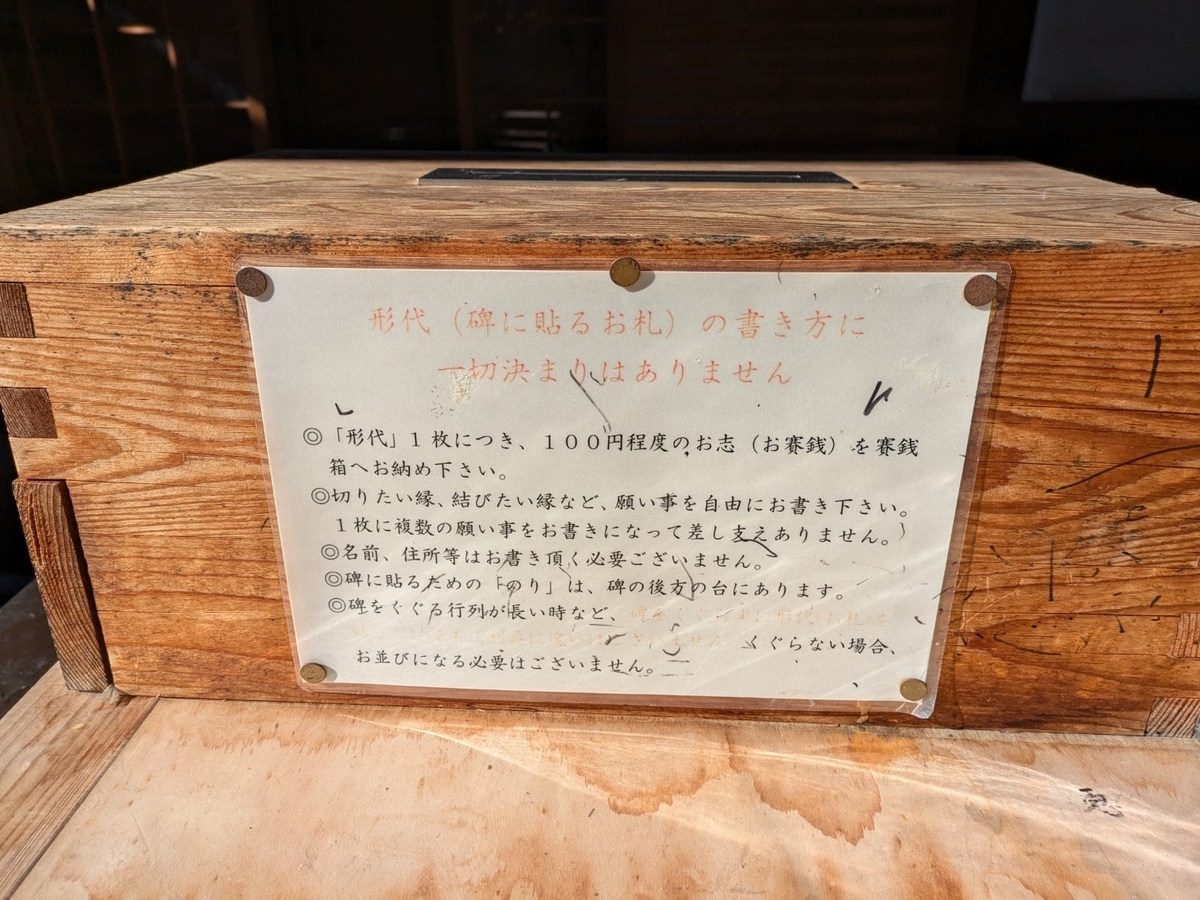 形代（碑に貼るお札）の書き方に
一切決まりはありません
◎「形代」１枚につき、１００円程度のお志（お賽銭）を賽銭
箱へお納め下さい。
◎切りたい縁、結びたい縁など、願い事を自由にお書き下さい。
１枚に複数の願い事をお書きになって差し支えありません。
◎名前、住所等はお書き頂く必要ございません。
◎碑に貼るための「のり」は、碑の後方の台にあります。
◎碑をくぐる行列が長い時など、
くぐらない場合、
お並びになる必要はございません。